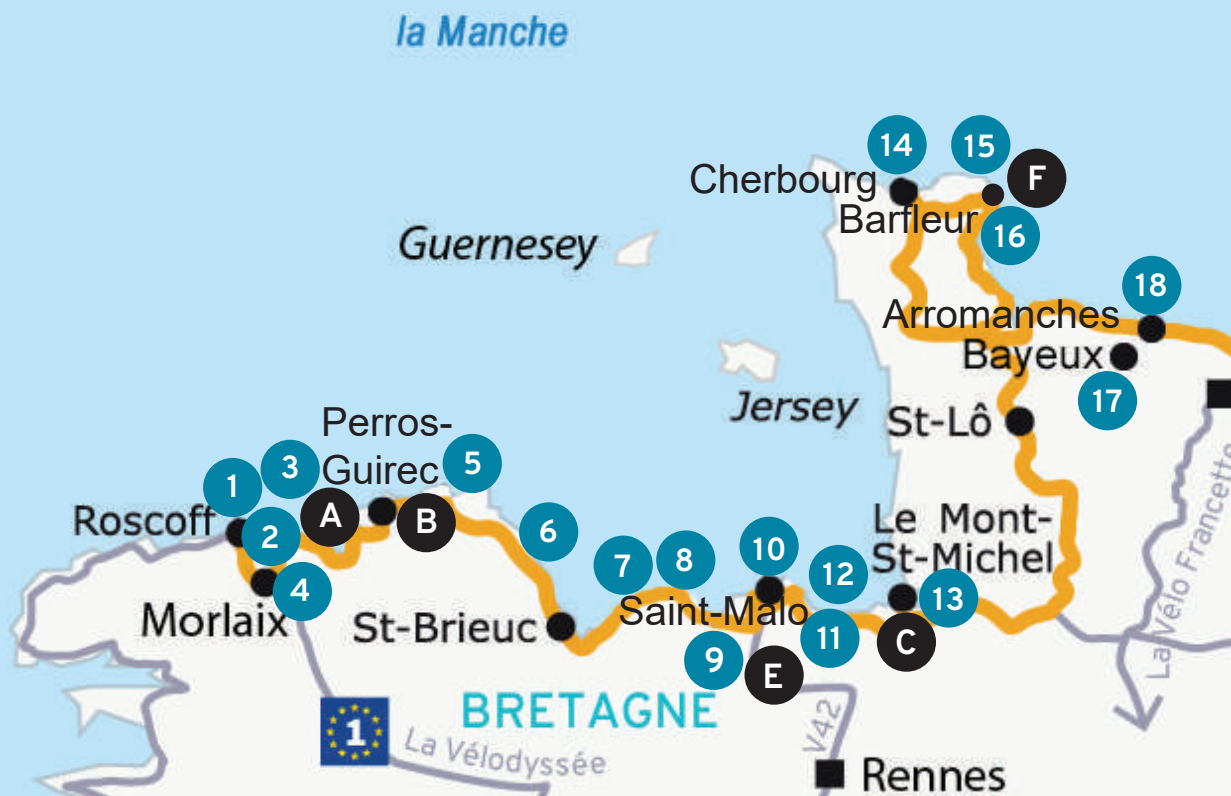 la Manche
14
15
F
Cherbourg
Barfleur
16
Guernesey
18
Arromanches
Bayeux
17
Jersey
St-Lô
Perros-
Guirec
5
3
1
A
B
Roscoff
2
6
4
Morlaix
St-Brieuc
7
8
10
12
Le Mont-
St-Michel
13
Saint-Malo
11
C
9
E
BRETAGNE
1
La Vélodyssée
V42
Rennes
La Vélo Francette